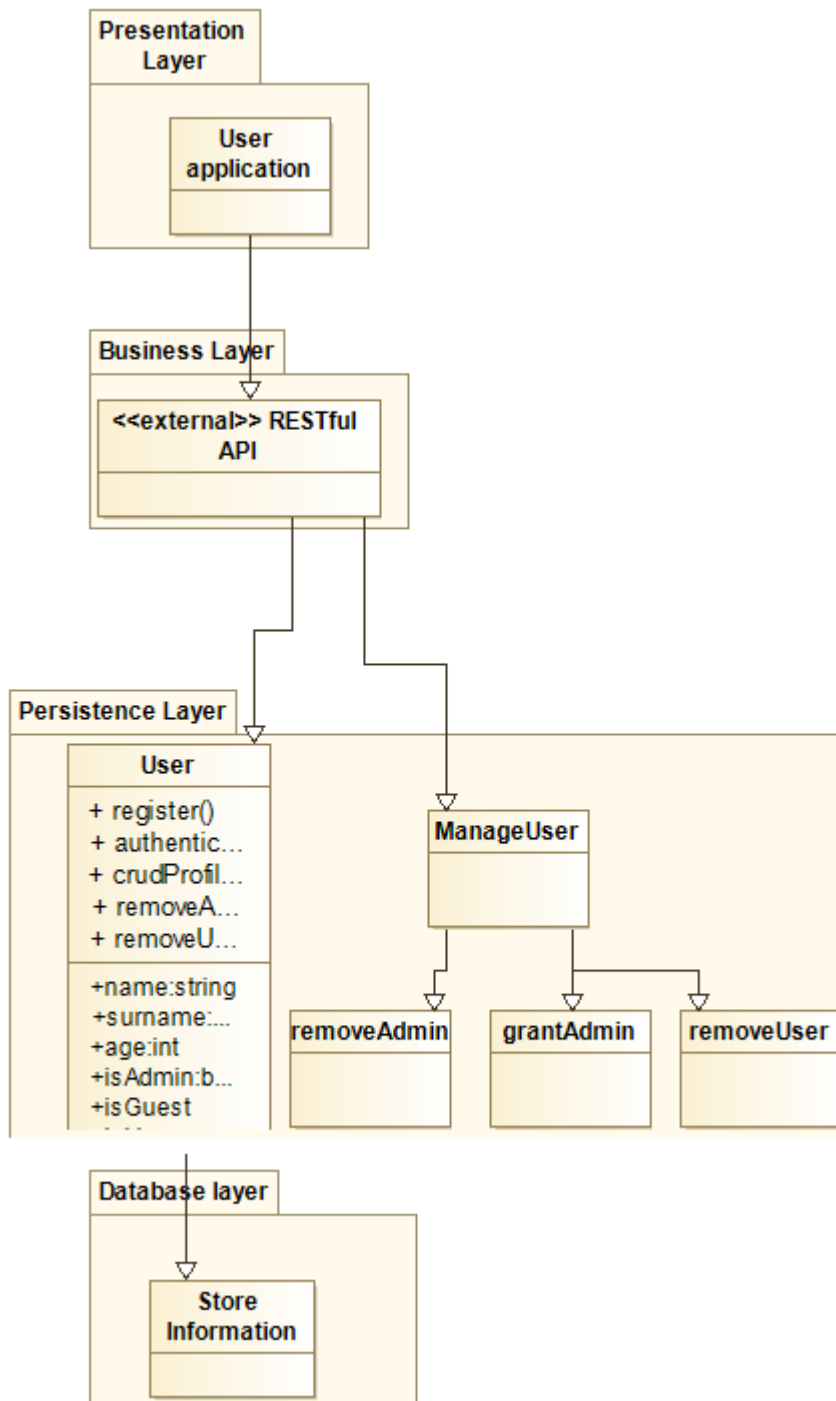 Presentation
Layer
User
application
Business Layer
<<external>> RESTful
API
Persistence Layer
User
+ register()
+ authentic...
+ crudProfil...
+ removeA...
+ removeU...
+name:string
+surname:...
+age:int
+isAdmin:b...
+isGuest
ManageUser
removeAdmin
grantAdmin
removeUser
Database layer
Store
Information